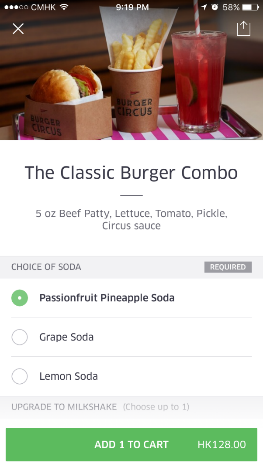 ●●●○○ CMHK 9:19 PM 58%
BURGER CIRCUS
BURGER
CIRCUS
The Classic Burger Combo
5 oz Beef Patty, Lettuce, Tomato, Pickle,
Circus sauce
CHOICE OF SODA REQUIRED
Passionfruit Pineapple Soda
Grape Soda
Lemon Soda
UPGRADE TO MILKSHAKE (Choose up to 1)
ADD 1 TO CART HK128.00